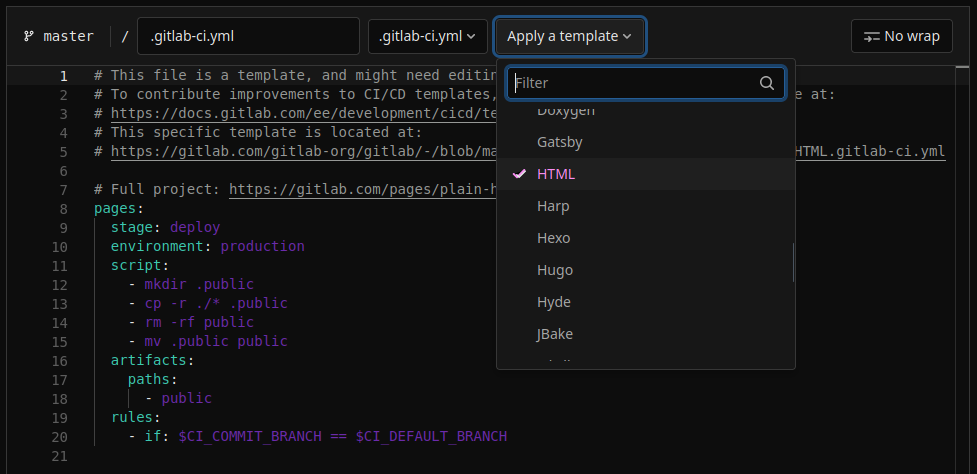 master / .gitlab-ci.yml .gitlab-ci.yml Apply a template No wrap
Filter
Doxygen
Gatsby
HTML
Harp
Hexo
Hugo
Hyde
JBake
1 # This file is a template, and might need editin
2 # To contribute improvements to CI/CD templates, e at:
3 # https://docs.gitlab.com/ee/development/cicd/te
4 # This specific template is located at:
5 # https://gitlab.com/gitlab-org/gitlab/-/blob/ma HTML.gitlab-ci.yml
6
7 # Full project: https://gitlab.com/pages/plain-h
8 pages:
9 stage: deploy
10 environment: production
11 script:
12 - mkdir .public
13 - cp -r ./* .public
14 - rm -rf public
15 - mv .public public
16 artifacts:
17 paths:
18 - public
19 rules:
20 - if: $CI_COMMIT_BRANCH == $CI_DEFAULT_BRANCH
21